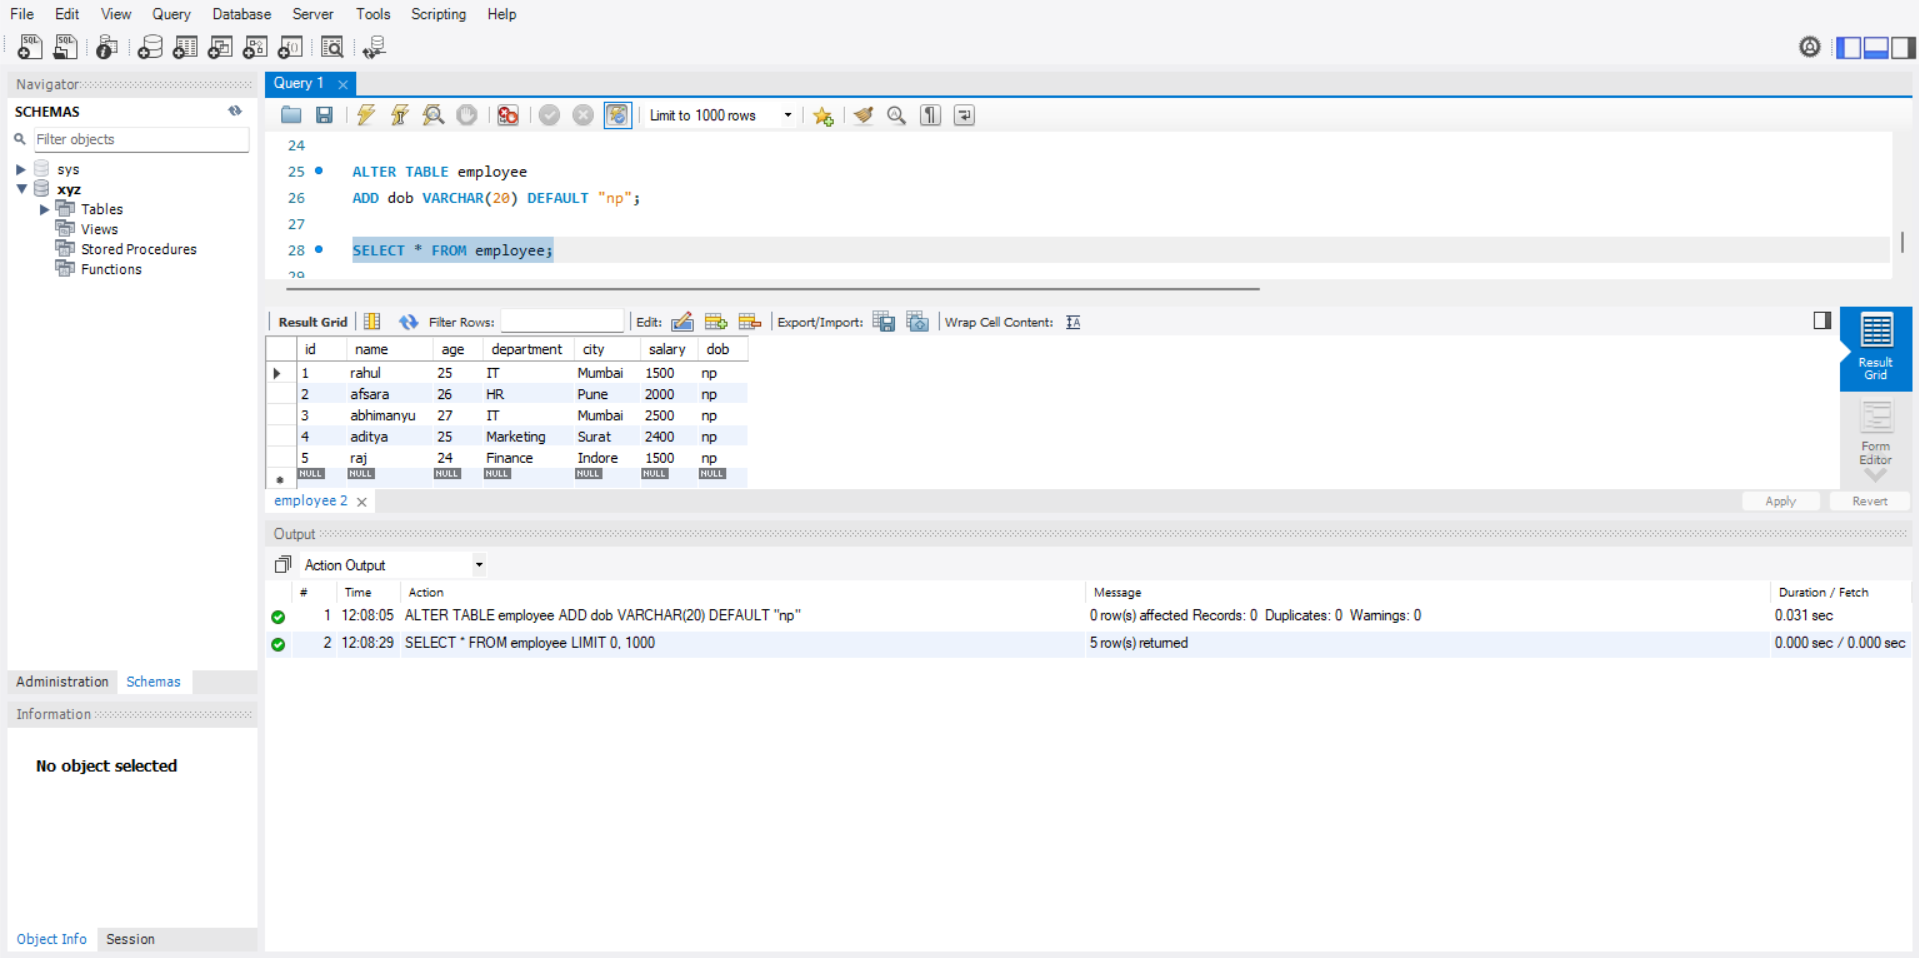 File Edit View Query Database Server Tools Scripting Help
Navigator
SCHEMAS
Filter objects
sys
xyz
Tables
Views
Stored Procedures
Functions
Administration Schemas
Information
No object selected
Object Info Session
Query 1
Limit to 1000 rows
24
25 ALTER TABLE employee
26 ADD dob VARCHAR(20) DEFAULT "np";
27
28 SELECT * FROM employee;
29
Result Grid Filter Rows: Edit: Export/Import: Wrap Cell Content:
id name age department city salary dob
1 rahul 25 IT Mumbai 1500 np
2 afsara 26 HR Pune 2000 np
3 abhimanyu 27 IT Mumbai 2500 np
4 aditya 25 Marketing Surat 2400 np
5 raj 24 Finance Indore 1500 np
NULL NULL NULL NULL NULL NULL NULL
Result
Grid
Form
Editor
employee 2 Apply Revert
Output
Action Output
# Time Action Message Duration / Fetch
1 12:08:05 ALTER TABLE employee ADD dob VARCHAR(20) DEFAULT "np" 0 row(s) affected Records: 0 Duplicates: 0 Warnings: 0 0.031 sec
2 12:08:29 SELECT * FROM employee LIMIT 0, 1000 5 row(s) returned 0.000 sec / 0.000 sec